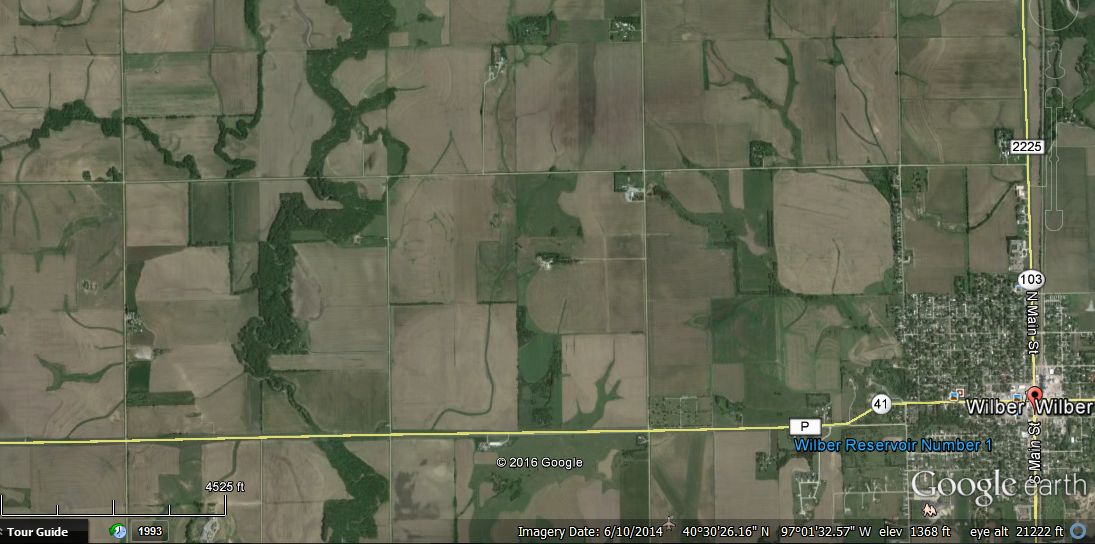 2225
103
N Main St
41
Wilber Wilber
P
Wilber Reservoir Number 1
S Main St
© 2016 Google
4525 ft
Google earth
Tour Guide
1993
Imagery Date: 6/10/2014 40°30'26.16" N 97°01'32.57" W elev 1368 ft eye alt 21222 ft